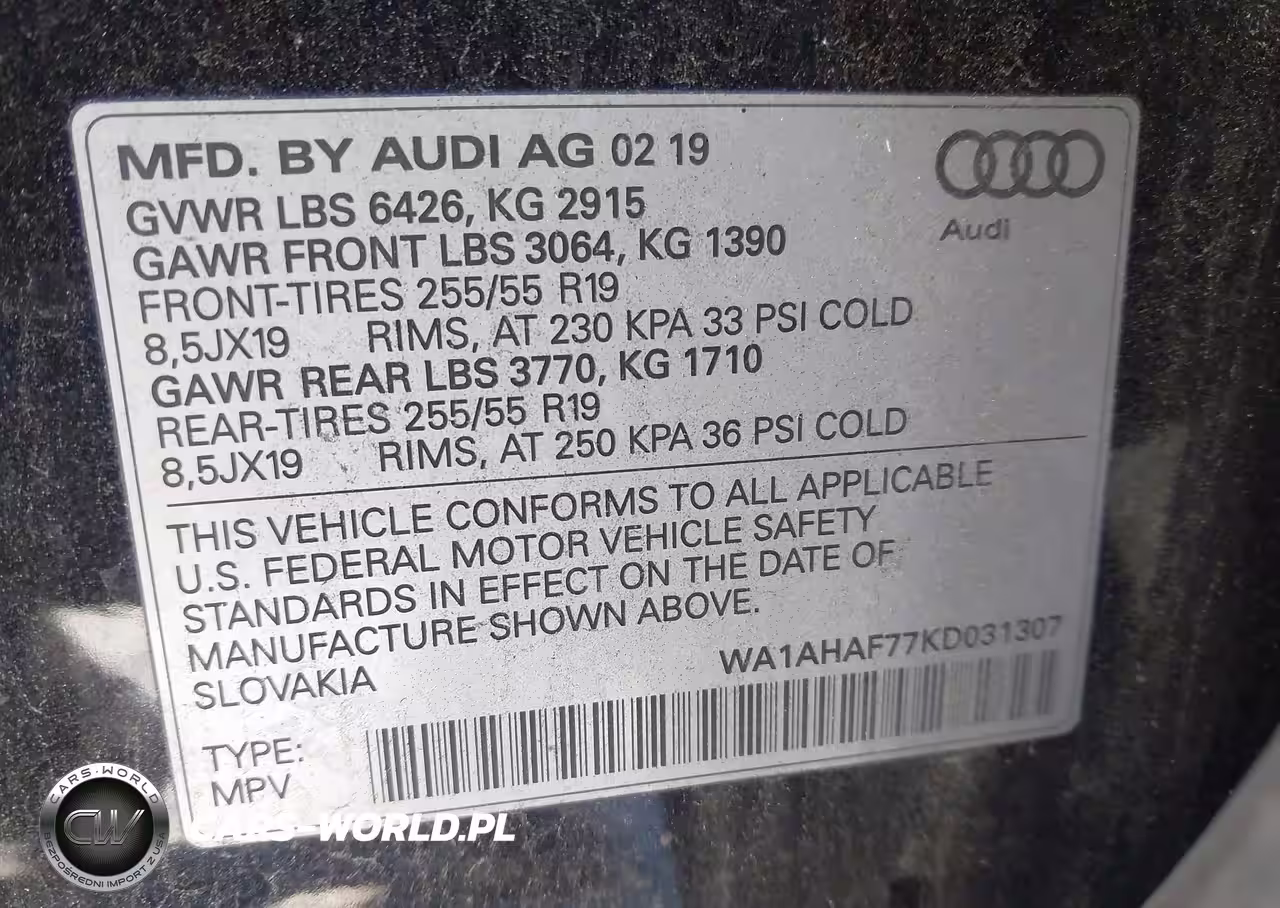 MFD. BY AUDI AG 02 19
GVWR LBS 6426, KG 2915
GAWR FRONT LBS 3064, KG 1390
FRONT-TIRES 255/55 R19
8,5JX19 RIMS, AT 230 KPA 33 PSI COLD
GAWR REAR LBS 3770, KG 1710
REAR-TIRES 255/55 R19
8,5JX19 RIMS, AT 250 KPA 36 PSI COLD
Audi
THIS VEHICLE CONFORMS TO ALL APPLICABLE
U.S. FEDERAL MOTOR VEHICLE SAFETY
STANDARDS IN EFFECT ON THE DATE OF
MANUFACTURE SHOWN ABOVE.
SLOVAKIA
WA1AHAF77KD031307
TYPE:
MPV
CARS-WORLD
CW
BEZPOŚREDNI IMPORT Z USA
CARS-WORLD.PL